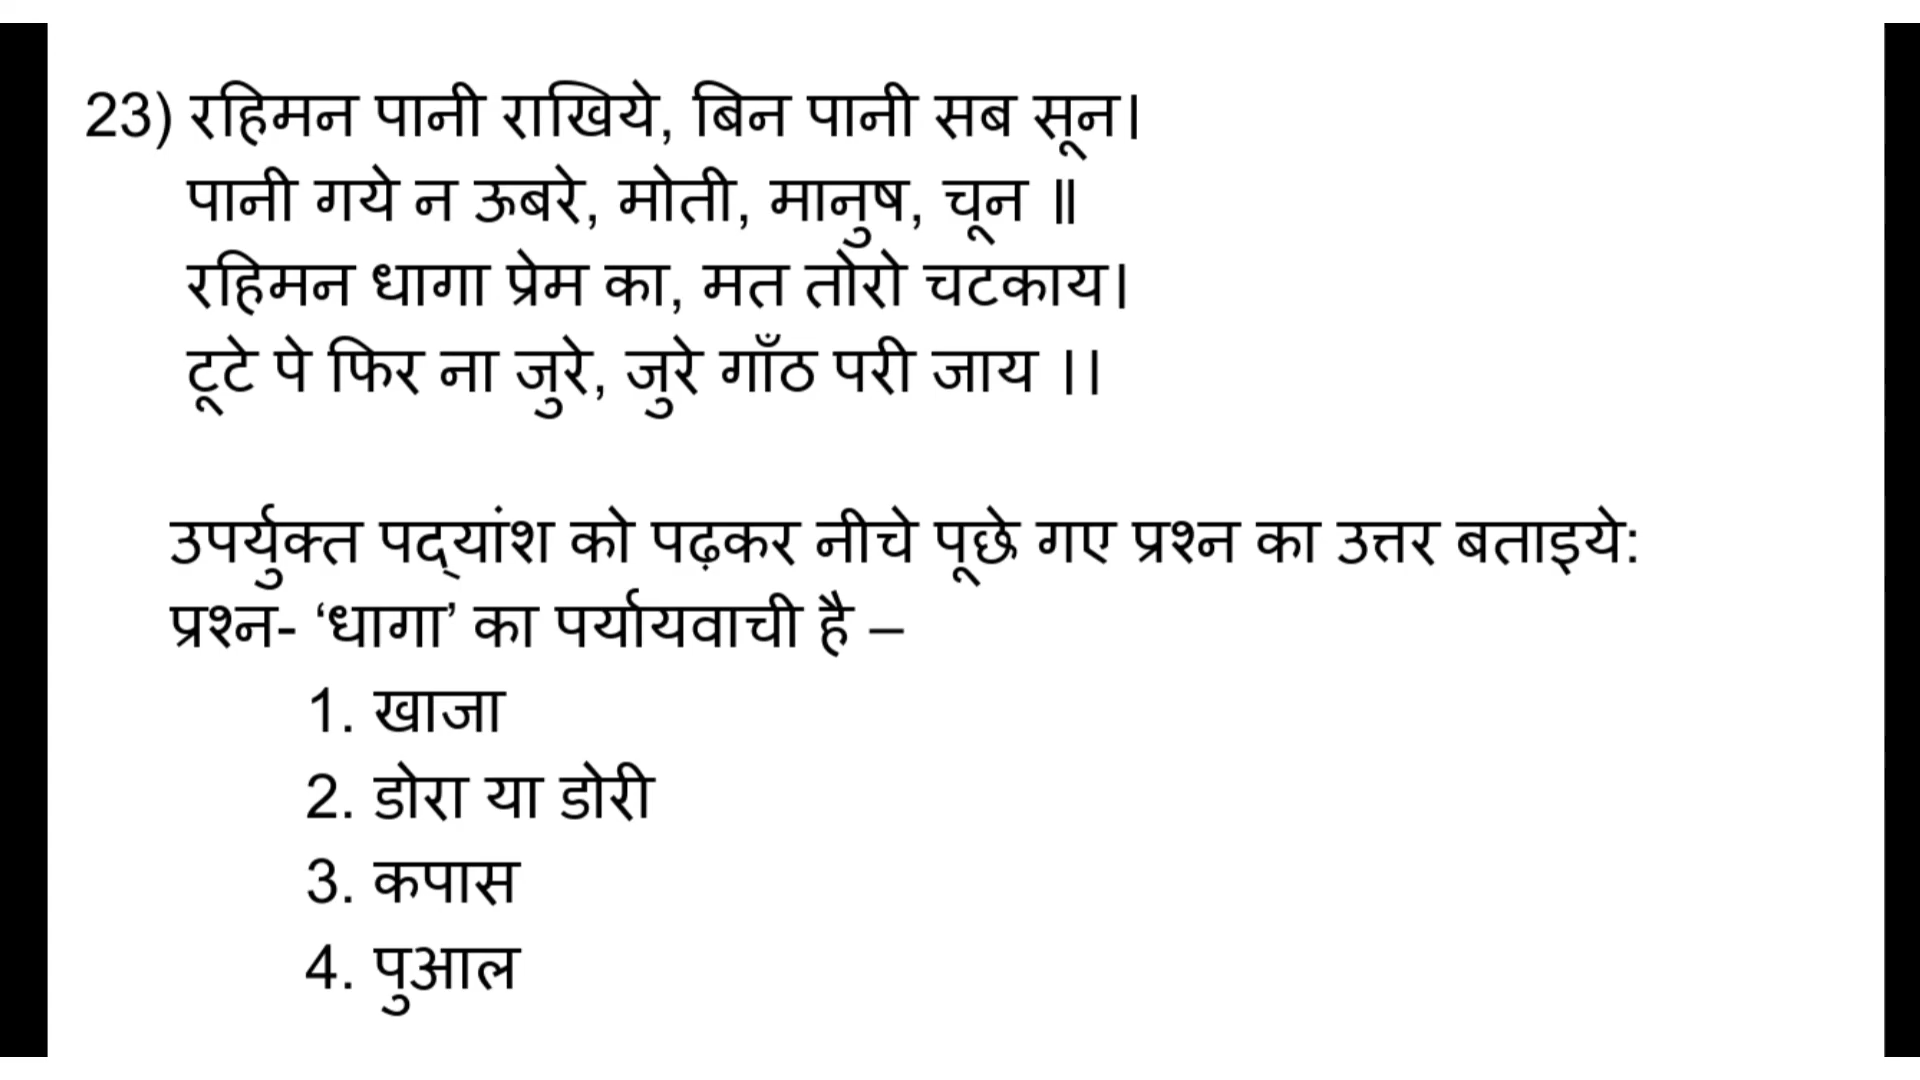 23) रहिमन पानी राखिये, बिन पानी सब सून।
पानी गये न ऊबरे, मोती, मानुष, चून ॥
रहिमन धागा प्रेम का, मत तोरो चटकाय।
टूटे पे फिर ना जुरे, जुरे गाँठ परी जाय ।।
उपर्युक्त पद्यांश को पढ़कर नीचे पूछे गए प्रश्न का उत्तर बताइये:
प्रश्न- ‘धागा’ का पर्यायवाची है –
1. खाजा
2. डोरा या डोरी
3. कपास
4. पुआल